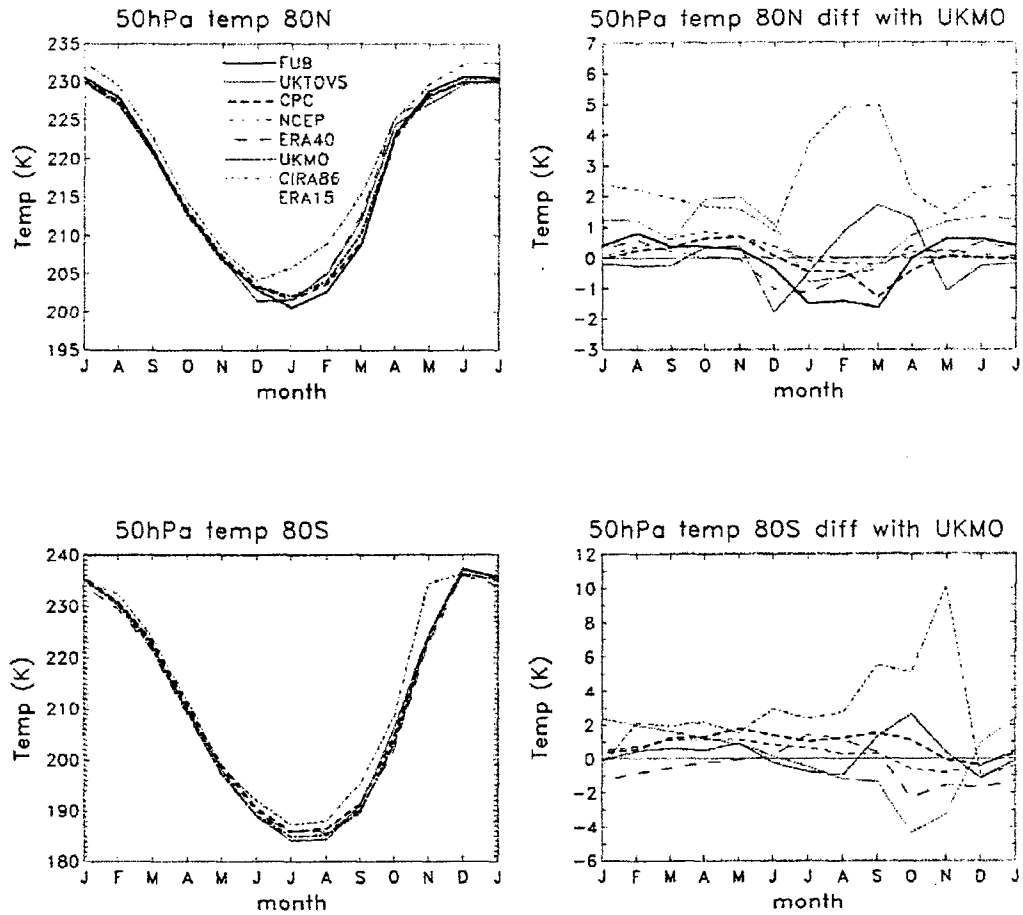 50hPa temp 80N
235
230
225
220
215
210
205
200
195
Temp (K)
FUB
UKTOVS
CPC
NCEP
ERA40
UKMO
CIRA86
ERA15
J A S O N D J F M A M J J
month
50hPa temp 80N diff with UKMO
7
6
5
4
3
2
1
0
-1
-2
-3
Temp (K)
J A S O N D J F M A M J J
month
50hPa temp 80S
240
230
220
210
200
190
180
Temp (K)
J F M A M J J A S O N D J
month
50hPa temp 80S diff with UKMO
12
10
8
6
4
2
0
-2
-4
-6
Temp (K)
J F M A M J J A S O N D J
month